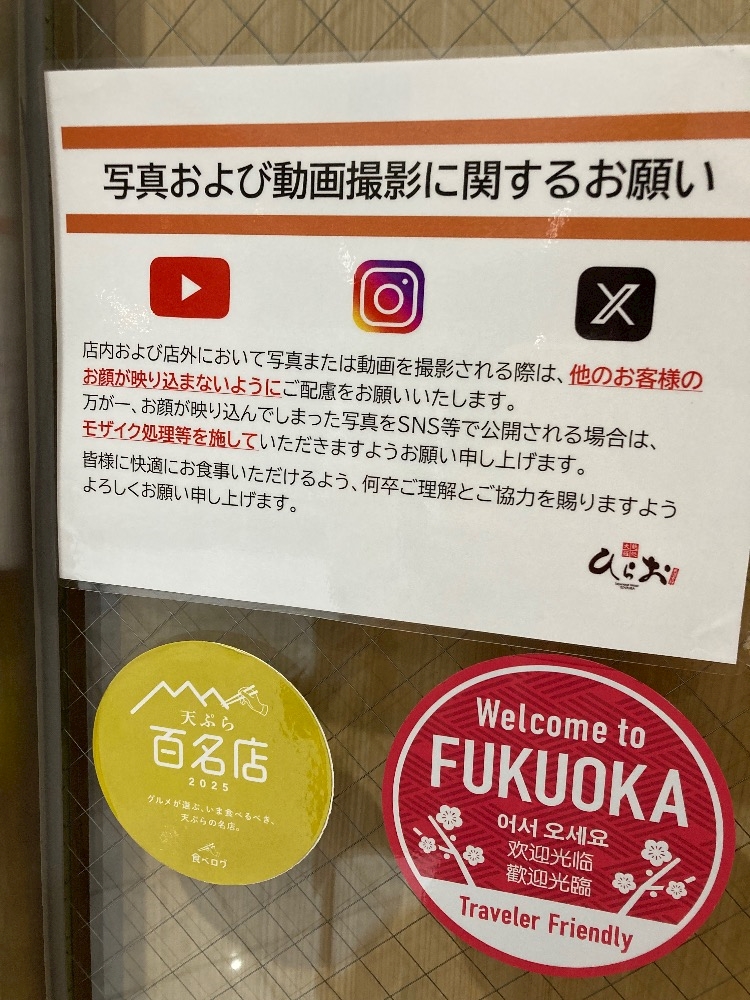 写真および動画撮影に関するお願い
店内および店外において写真または動画を撮影される際は、他のお客様の
お顔が映り込まないようにご配慮をお願いいたします。
万が一、お顔が映り込んでしまった写真をSNS等で公開される場合は、
モザイク処理等を施していただきますようお願い申し上げます。
皆様に快適にお食事いただけるよう、何卒ご理解とご協力を賜りますよう
よろしくお願い申し上げます。
ひらお
天ぷら
百名店
2025
グルメが選ぶ、いま食べるべき、
天ぷらの名店。
食べログ
Welcome to
FUKUOKA
어서 오세요
欢迎光临
歡迎光臨
Traveler Friendly